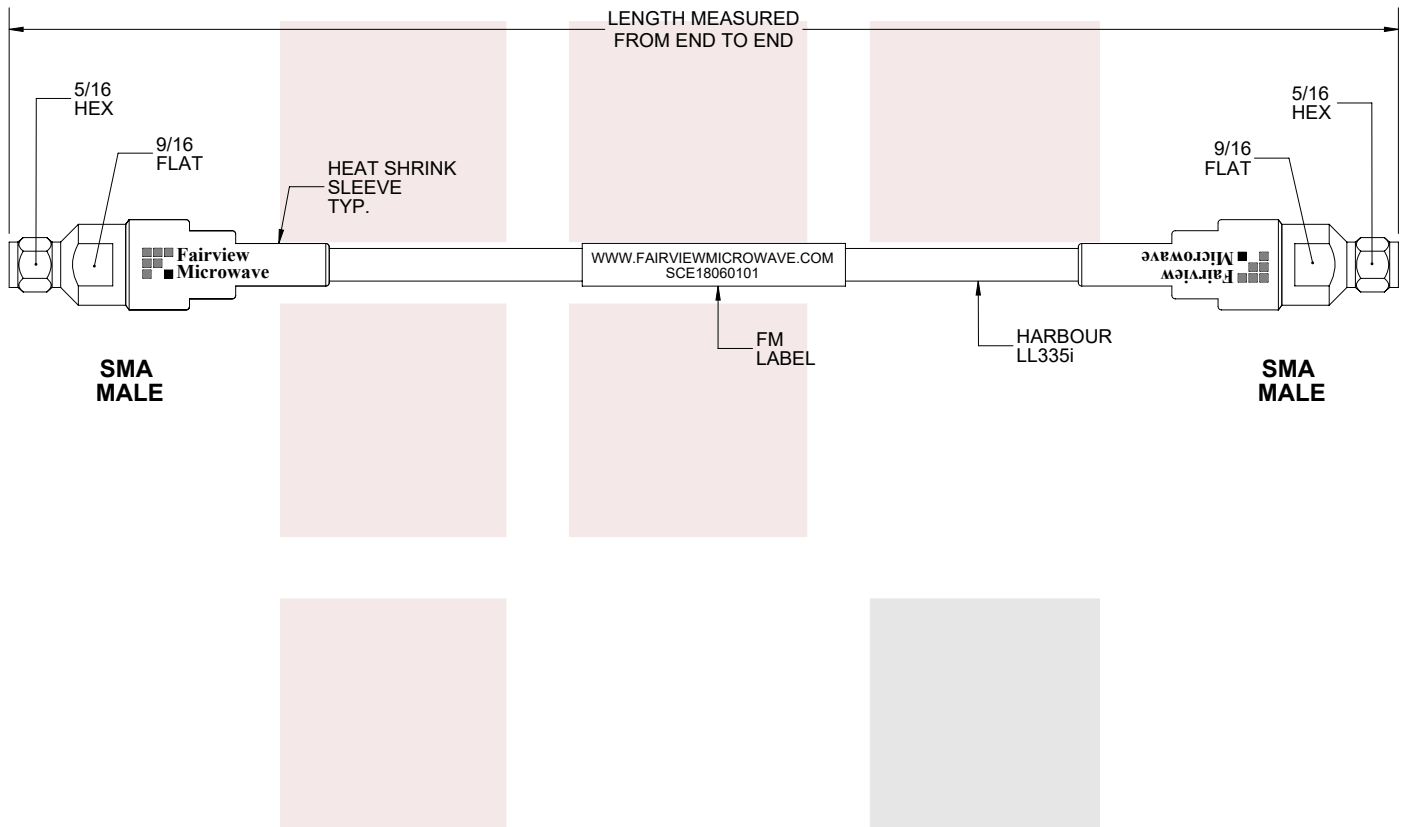 LENGTH MEASURED
FROM END TO END
5/16
HEX
9/16
FLAT
HEAT SHRINK
SLEEVE
TYP.
5/16
HEX
9/16
FLAT
Fairview
Microwave
WWW.FAIRVIEWMICROWAVE.COM
SCE18060101
Fairview
Microwave
FM
LABEL
HARBOUR
LL335i
SMA
MALE
SMA
MALE